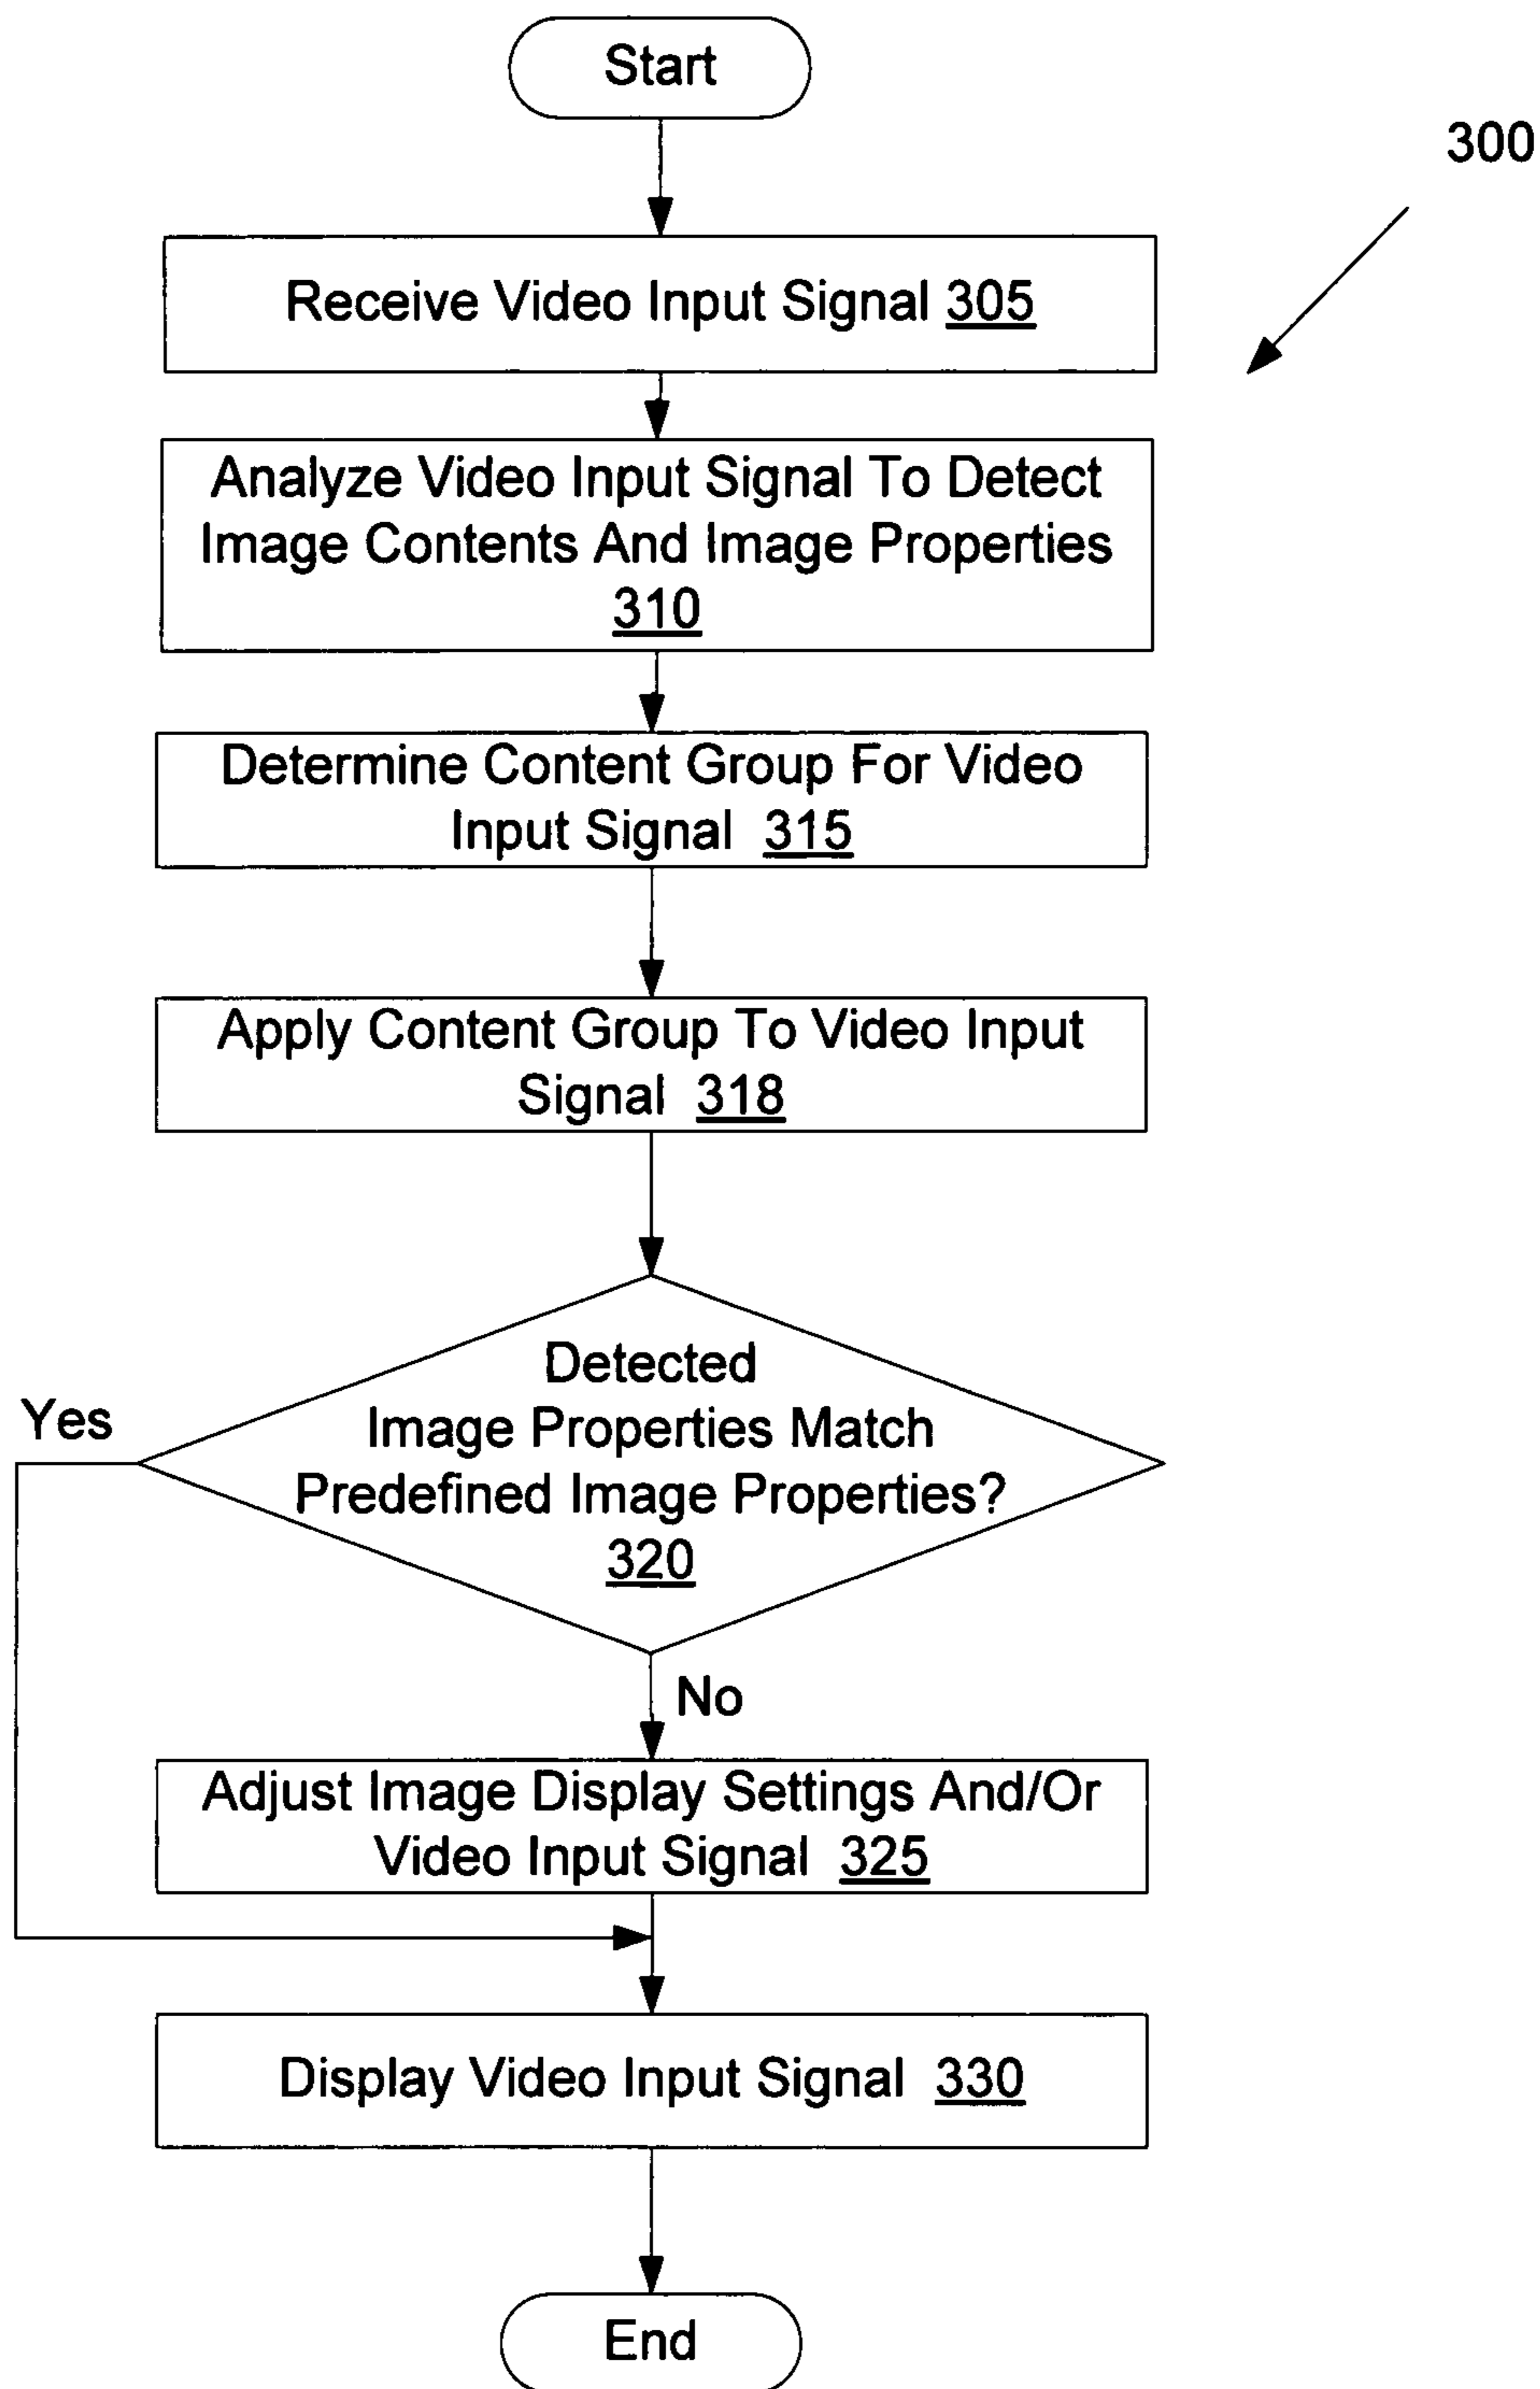 Start
300
Receive Video Input Signal 305
Analyze Video Input Signal To Detect
Image Contents And Image Properties
310
Determine Content Group For Video
Input Signal 315
Apply Content Group To Video Input
Signal 318
Detected
Image Properties Match
Predefined Image Properties?
320
Yes
No
Adjust Image Display Settings And/Or
Video Input Signal 325
Display Video Input Signal 330
End